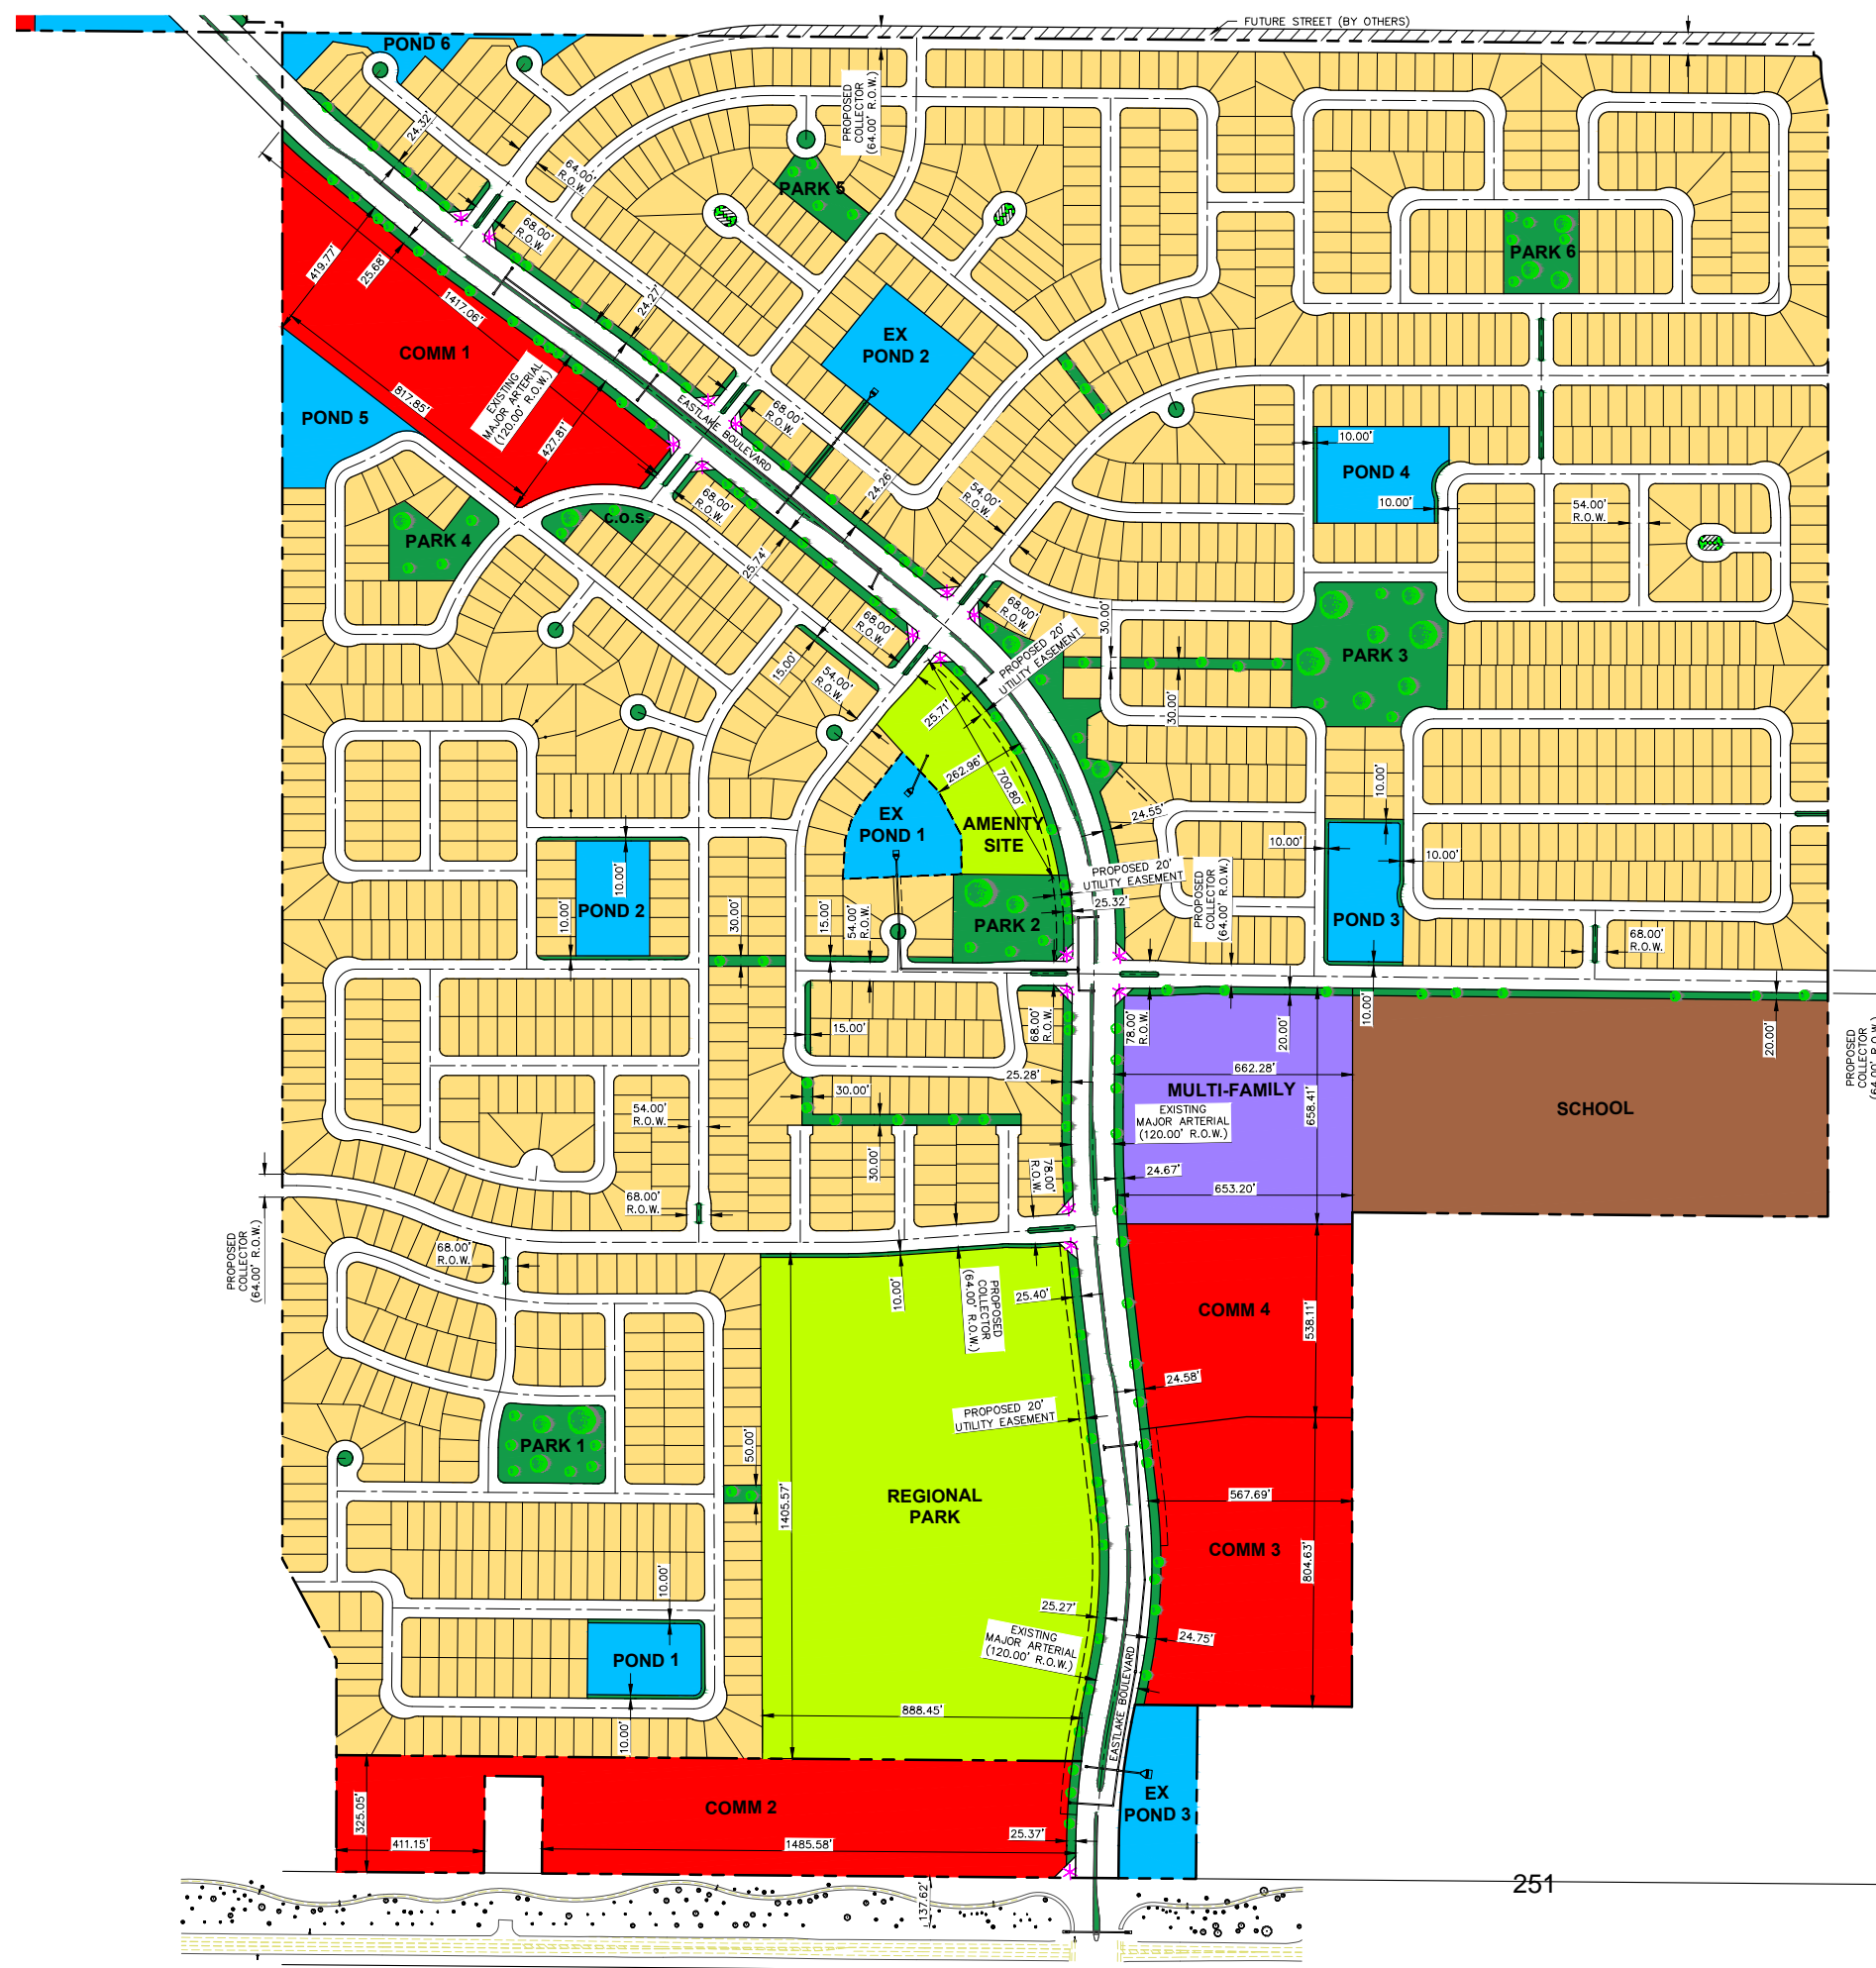 FUTURE STREET (BY OTHERS)
POND 6
PROPOSED
COLLECTOR
(64.00' R.O.W.)
24.32'
64.00'
R.O.W.
PARK 5
68.00'
R.O.W.
PARK 6
419.77'
25.68'
1417.06'
24.27'
COMM 1
EX
POND 2
EXISTING
MAJOR ARTERIAL
(120.00' R.O.W.)
817.85'
427.81'
POND 5
EASTLAKE BOULEVARD
68.00'
R.O.W.
10.00'
POND 4
10.00'
24.26'
54.00'
R.O.W.
54.00'
R.O.W.
68.00'
R.O.W.
c.o.s.
PARK 4
25.74'
68.00'
R.O.W.
68.00'
R.O.W.
30.00'
PROPOSED 20'
UTILITY EASEMENT
PARK 3
15.00'
54.00'
R.O.W.
30.00'
25.71'
262.96'
700.80'
EX
POND 1
AMENITY
SITE
24.55'
10.00'
10.00'
10.00'
PROPOSED 20'
UTILITY EASEMENT
25.32'
PROPOSED
COLLECTOR
(64.00' R.O.W.)
10.00'
POND 2
10.00'
30.00'
15.00'
54.00'
R.O.W.
PARK 2
POND 3
68.00'
R.O.W.
68.00'
R.O.W.
78.00'
R.O.W.
20.00'
10.00'
20.00'
15.00'
PROPOSED
COLLECTOR
(64.00' R.O.W.)
25.28'
662.28'
30.00'
MULTI-FAMILY
658.41'
SCHOOL
54.00'
R.O.W.
EXISTING
MAJOR ARTERIAL
(120.00' R.O.W.)
30.00'
78.00'
R.O.W.
24.67'
653.20'
68.00'
R.O.W.
PROPOSED
COLLECTOR
(64.00' R.O.W.)
68.00'
R.O.W.
10.00'
PROPOSED
COLLECTOR
(64.00' R.O.W.)
25.40'
COMM 4
538.11'
24.58'
PROPOSED 20'
UTILITY EASEMENT
PARK 1
50.00'
1405.57'
REGIONAL
PARK
567.69'
COMM 3
804.63'
10.00'
25.27'
EXISTING
MAJOR ARTERIAL
(120.00' R.O.W.)
24.75'
POND 1
EASTLAKE BOULEVARD
888.45'
10.00'
EX
POND 3
COMM 2
325.05'
411.15'
1485.58'
25.37'
137.62'
251